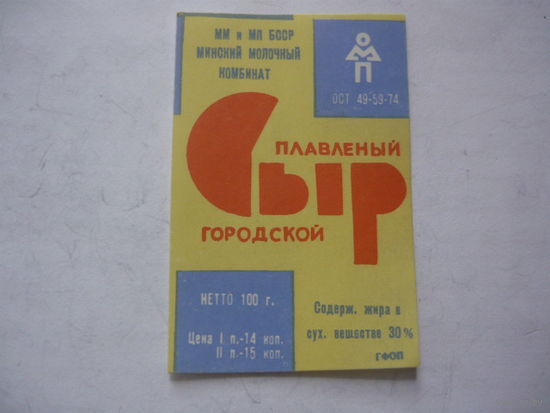 ММ и МП БССР
МИНСКИЙ МОЛОЧНЫЙ
КОМБИНАТ
ОМП
ОСТ 49-59-74
ПЛАВЛЕНЫЙ
Сыр
ГОРОДСКОЙ
НЕТТО 100 г.
Цена I п.-14 коп.
II п.-15 коп.
Содерж. жира в
сух. веществе 30%
ГФОП